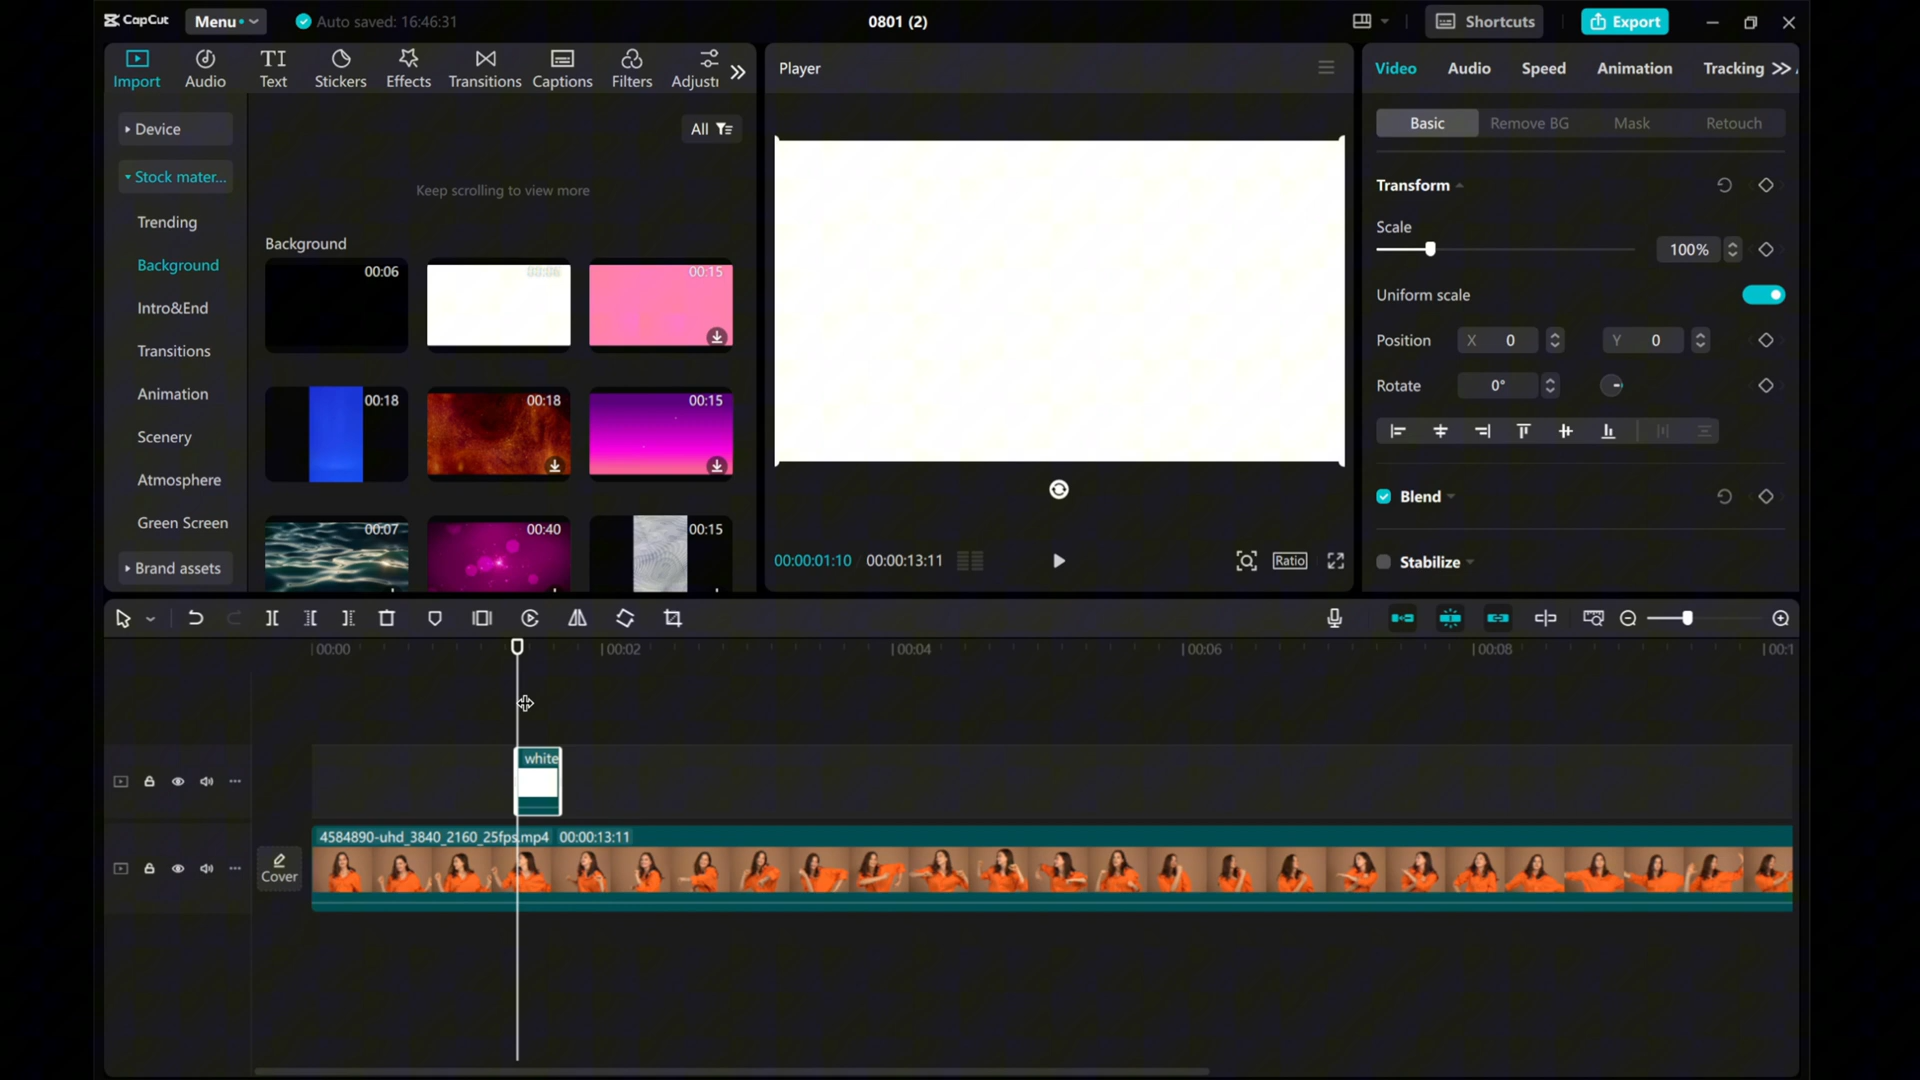 CapCut
Menu
Auto saved: 16:46:31
0801 (2)
Shortcuts
Export
Import
Audio
Text
Stickers
Effects
Transitions
Captions
Filters
Adjustı
Device
Stock mater...
Trending
Background
Intro&End
Transitions
Animation
Scenery
Atmosphere
Green Screen
Brand assets
All
Keep scrolling to view more
Background
00:06
00:06
00:15
00:18
00:18
00:15
00:07
00:40
00:15
Player
00:00:01:10
00:00:13:11
Ratio
Video
Audio
Speed
Animation
Tracking
Basic
Remove BG
Mask
Retouch
Transform
Scale
100%
Uniform scale
Position
X 0
Y 0
Rotate
0°
Blend
Stabilize
00:00
00:02
00:04
00:06
00:08
00:1
white
Cover
4584890-uhd_3840_2160_25fps.mp4 00:00:13:11